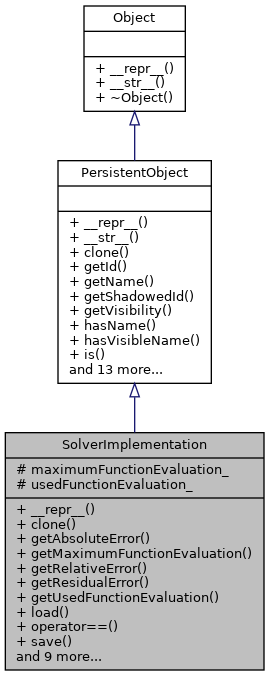 Object
+ __repr__()
+ __str__()
+ ~Object()
PersistentObject
+ __repr__()
+ __str__()
+ clone()
+ getId()
+ getName()
+ getShadowedId()
+ getVisibility()
+ hasName()
+ hasVisibleName()
+ is()
and 13 more...
SolverImplementation
# maximumFunctionEvaluation_
# usedFunctionEvaluation_
+ __repr__()
+ clone()
+ getAbsoluteError()
+ getMaximumFunctionEvaluation()
+ getRelativeError()
+ getResidualError()
+ getUsedFunctionEvaluation()
+ load()
+ operator==()
+ save()
and 9 more...